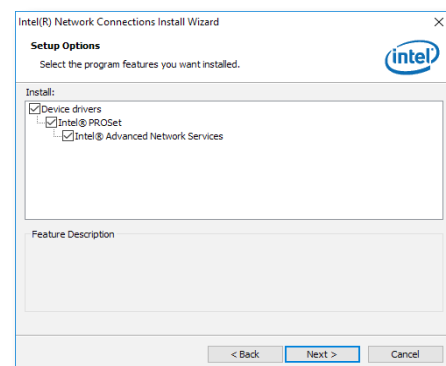 Intel(R) Network Connections Install Wizard
Setup Options
Select the program features you want installed.
intel
Install:
Device drivers
Intel® PROSet
Intel® Advanced Network Services
Feature Description
< Back
Next >
Cancel